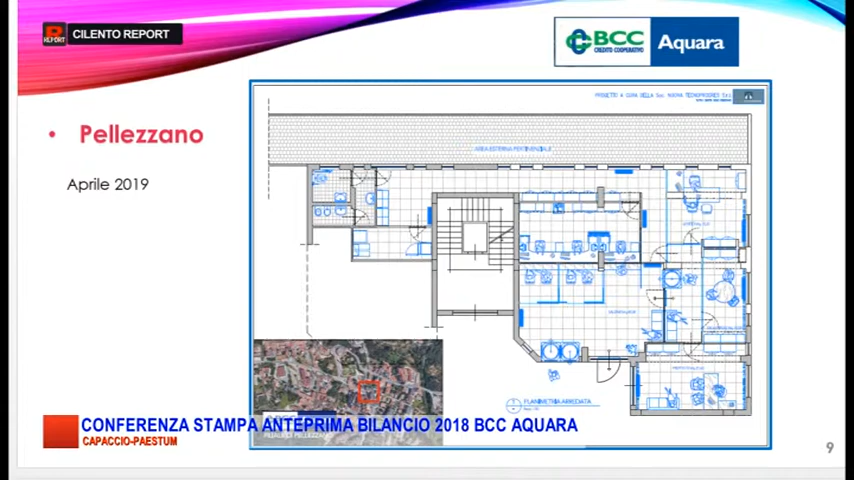 REPORT
CILENTO REPORT
BCC
CREDITO COOPERATIVO
Aquara
• Pellezzano
Aprile 2019
AREA ESTERNA PERTINENZIALE
PLANIMETRIA ARREDATA
CONFERENZA STAMPA ANTEPRIMA BILANCIO 2018 BCC AQUARA
CAPACCIO-PAESTUM
9